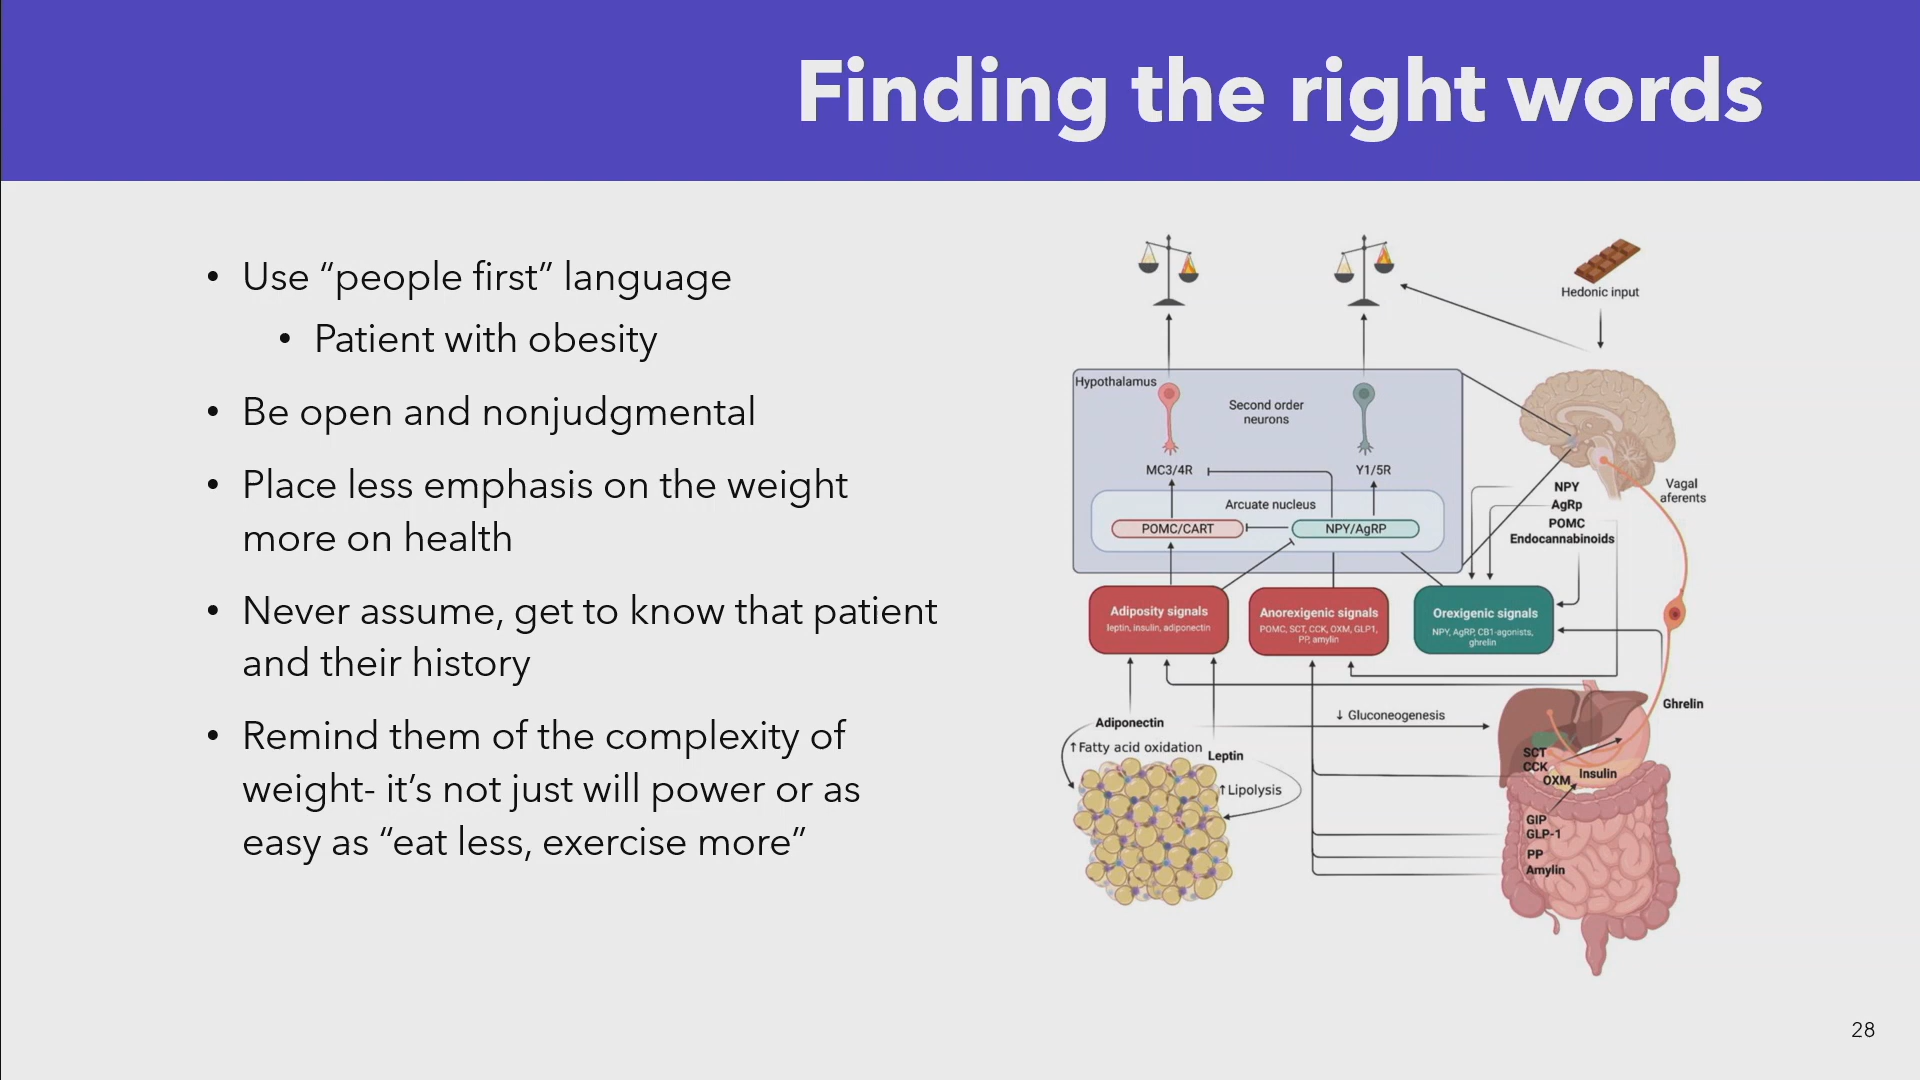 Finding the right words
• Use “people first” language
• Patient with obesity
• Be open and nonjudgmental
• Place less emphasis on the weight
more on health
• Never assume, get to know that patient
and their history
• Remind them of the complexity of
weight- it’s not just will power or as
easy as “eat less, exercise more”
Hedonic input
Hypothalamus
Second order
neurons
MC3/4R
Y1/5R
Arcuate nucleus
POMC/CART
NPY/AgRP
Vagal
aferents
NPY
AgRp
POMC
Endocannabinoids
Adiposity signals
leptin, insulin, adiponectin
Anorexigenic signals
POMC, SCT, CCK, OXM, GLP1,
PP, amylin
Orexigenic signals
NPY, AgRP, CB1-agonists,
ghrelin
Ghrelin
Adiponectin
↓ Gluconeogenesis
↑Fatty acid oxidation
Leptin
↑Lipolysis
SCT
CCK
OXM
Insulin
GIP
GLP-1
PP
Amylin
28